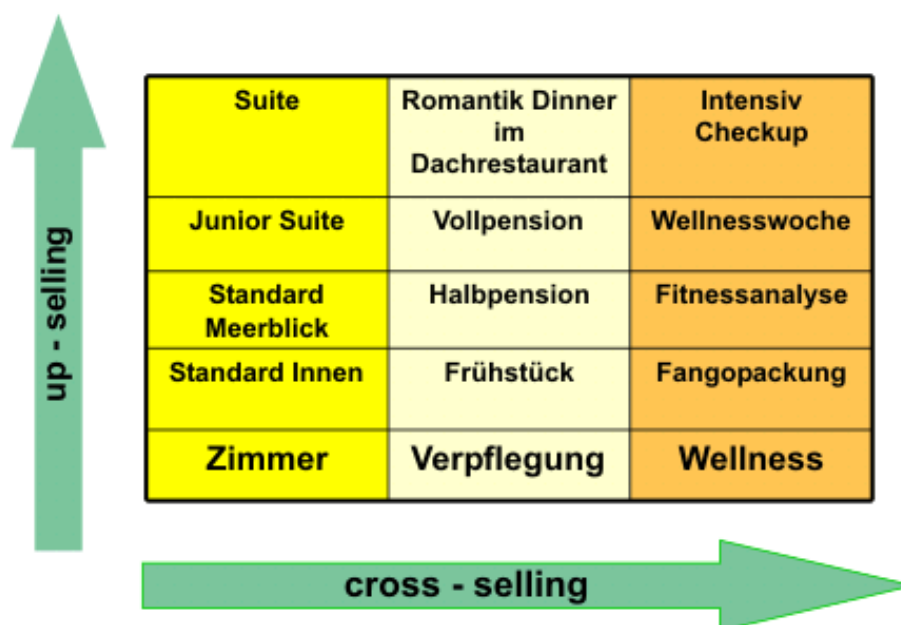 up - selling
Suite
Romantik Dinner
im
Dachrestaurant
Intensiv
Checkup
Junior Suite
Vollpension
Wellnesswoche
Standard
Meerblick
Halbpension
Fitnessanalyse
Standard Innen
Frühstück
Fangopackung
Zimmer
Verpflegung
Wellness
cross - selling